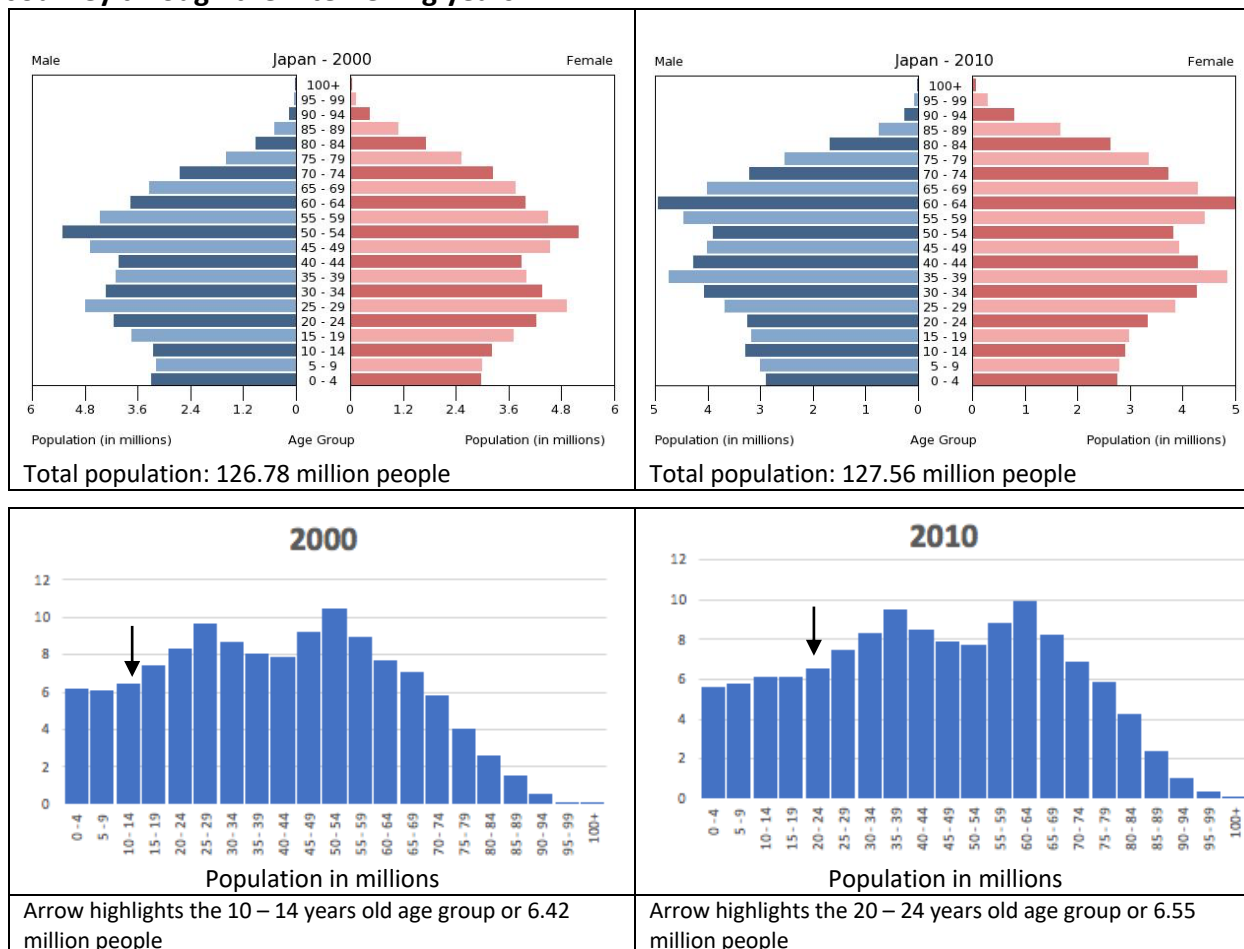 Male Japan - 2000 Female
100+
95 - 99
90 - 94
85 - 89
80 - 84
75 - 79
70 - 74
65 - 69
60 - 64
55 - 59
50 - 54
45 - 49
40 - 44
35 - 39
30 - 34
25 - 29
20 - 24
15 - 19
10 - 14
5 - 9
0 - 4
6 4.8 3.6 2.4 1.2 0 0 1.2 2.4 3.6 4.8 6
Population (in millions) Age Group Population (in millions)
Total population: 126.78 million people
Male Japan - 2010 Female
100+
95 - 99
90 - 94
85 - 89
80 - 84
75 - 79
70 - 74
65 - 69
60 - 64
55 - 59
50 - 54
45 - 49
40 - 44
35 - 39
30 - 34
25 - 29
20 - 24
15 - 19
10 - 14
5 - 9
0 - 4
5 4 3 2 1 0 0 1 2 3 4 5
Population (in millions) Age Group Population (in millions)
Total population: 127.56 million people
2000
12
10
8
6
4
2
0
0 - 4 5 - 9 10 - 14 15 - 19 20 - 24 25 - 29 30 - 34 35 - 39 40 - 44 45 - 49 50 - 54 55 - 59 60 - 64 65 - 69 70 - 74 75 - 79 80 - 84 85 - 89 90 - 94 95 - 99 100+
Population in millions
Arrow highlights the 10 – 14 years old age group or 6.42
million people
2010
12
10
8
6
4
2
0
0 - 4 5 - 9 10 - 14 15 - 19 20 - 24 25 - 29 30 - 34 35 - 39 40 - 44 45 - 49 50 - 54 55 - 59 60 - 64 65 - 69 70 - 74 75 - 79 80 - 84 85 - 89 90 - 94 95 - 99 100+
Population in millions
Arrow highlights the 20 – 24 years old age group or 6.55
million people